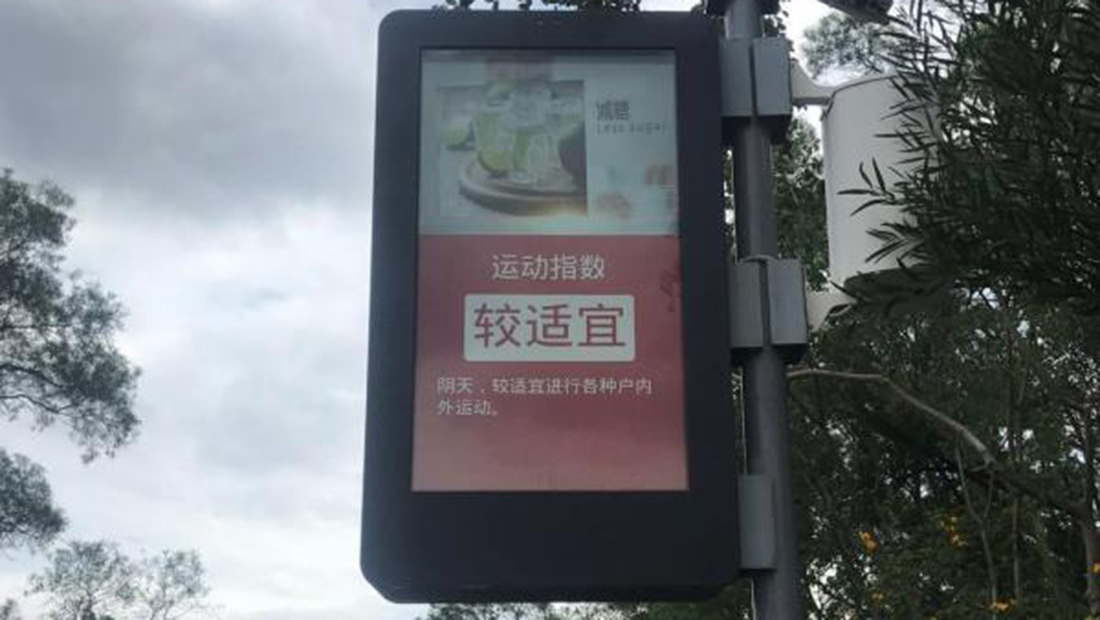 减糖
Less sugar
运动指数
较适宜
阴天，较适宜进行各种户内
外运动。